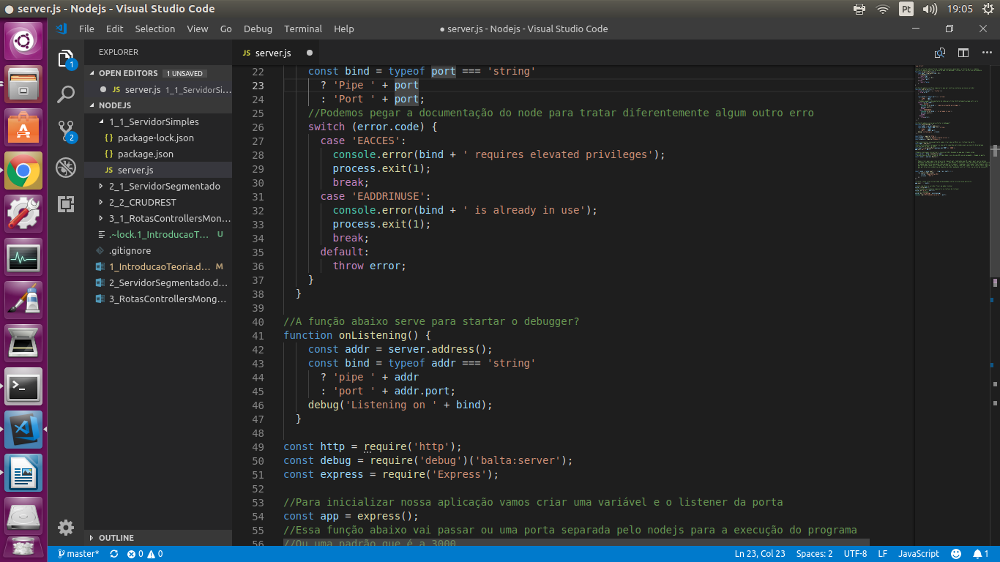 server.js - Nodejs - Visual Studio Code
Pt
19:05
File Edit Selection View Go Debug Terminal Help
● server.js - Nodejs - Visual Studio Code
EXPLORER
OPEN EDITORS 1 UNSAVED
JS server.js 1_1_ServidorSi...
NODEJS
1_1_ServidorSimples
{} package-lock.json
{} package.json
JS server.js
2_1_ServidorSegmentado
2_2_CRUDREST
3_1_RotasControllersMon...
.~lock.1_IntroducaoT... U
.gitignore
1_IntroducaoTeoria.d... M
2_ServidorSegmentado.d...
3_RotasControllersMong...
OUTLINE
1
2
JS server.js
22 const bind = typeof port === 'string'
23 ? 'Pipe ' + port
24 : 'Port ' + port;
25 //Podemos pegar a documentação do node para tratar diferentemente algum outro erro
26 switch (error.code) {
27 case 'EACCES':
28 console.error(bind + ' requires elevated privileges');
29 process.exit(1);
30 break;
31 case 'EADDRINUSE':
32 console.error(bind + ' is already in use');
33 process.exit(1);
34 break;
35 default:
36 throw error;
37 }
38 }
39
40 //A função abaixo serve para startar o debugger?
41 function onListening() {
42 const addr = server.address();
43 const bind = typeof addr === 'string'
44 ? 'pipe ' + addr
45 : 'port ' + addr.port;
46 debug('Listening on ' + bind);
47 }
48
49 const http = require('http');
50 const debug = require('debug')('balta:server');
51 const express = require('Express');
52
53 //Para inicializar nossa aplicação vamos criar uma variável e o listener da porta
54 const app = express();
55 //Essa função abaixo vai passar ou uma porta separada pelo nodejs para a execução do programa
56 //Ou uma padrão que é a 3000
master* 0 0
Ln 23, Col 23 Spaces: 2 UTF-8 LF JavaScript 1